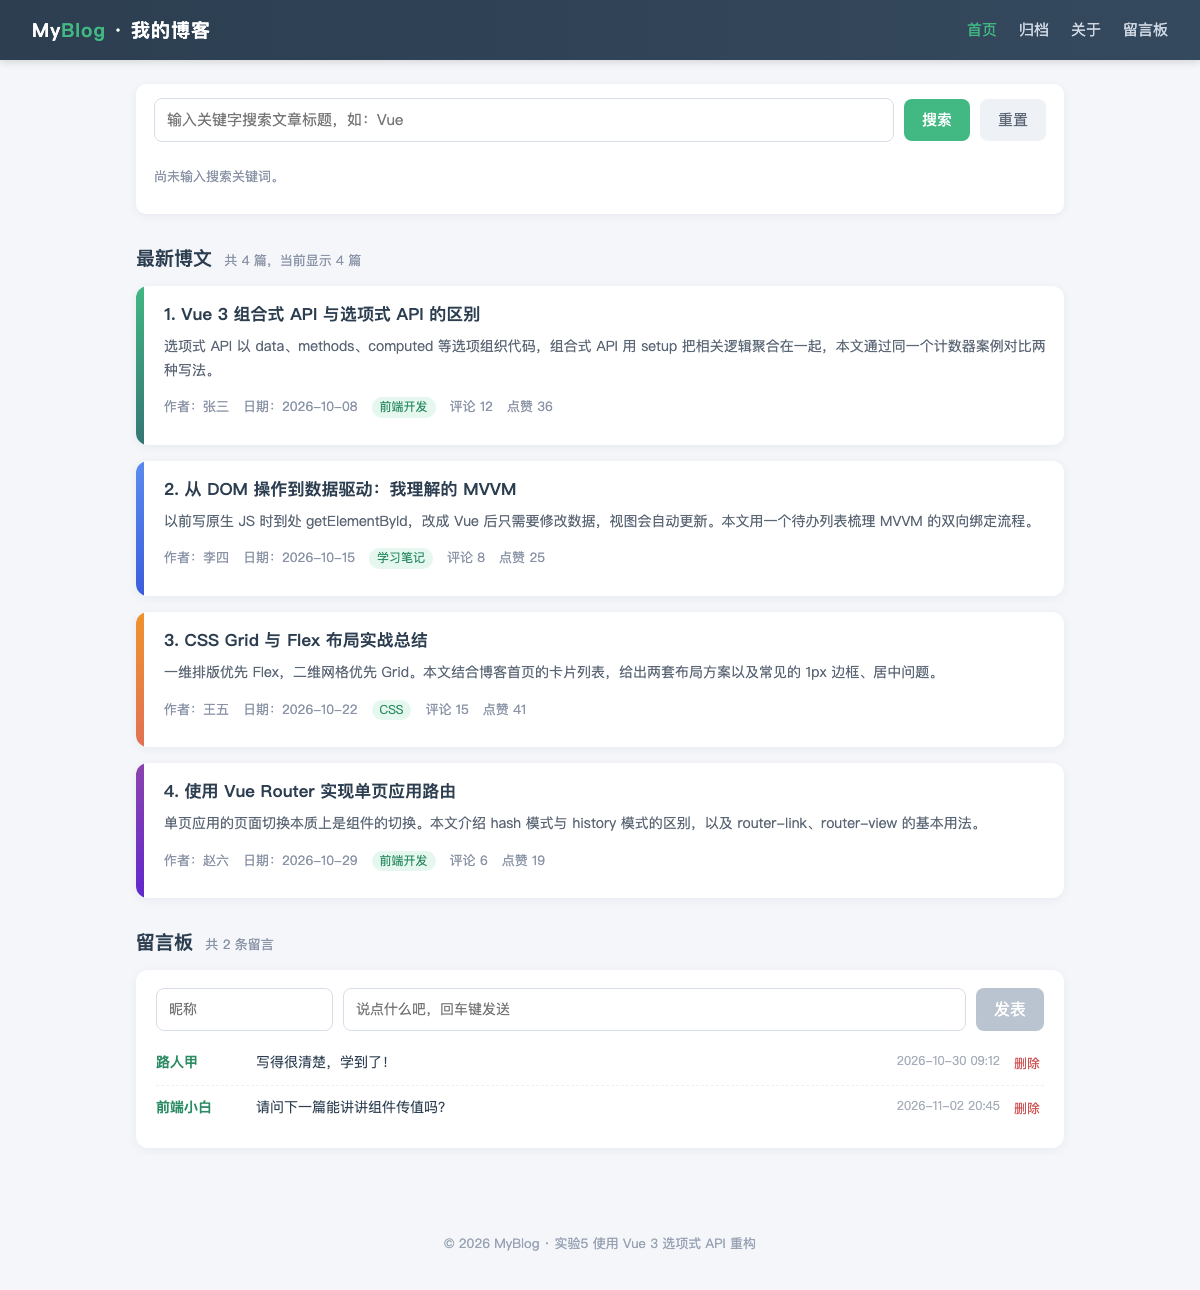 MyBlog · 我的博客
首页 归档 关于 留言板
输入关键字搜索文章标题，如：Vue
搜索 重置
尚未输入搜索关键词。
最新博文 共 4 篇，当前显示 4 篇
1. Vue 3 组合式 API 与选项式 API 的区别
选项式 API 以 data、methods、computed 等选项组织代码，组合式 API 用 setup 把相关逻辑聚合在一起，本文通过同一个计数器案例对比两
种写法。
作者：张三 日期：2026-10-08 前端开发 评论 12 点赞 36
2. 从 DOM 操作到数据驱动：我理解的 MVVM
以前写原生 JS 时到处 getElementById，改成 Vue 后只需要修改数据，视图会自动更新。本文用一个待办列表梳理 MVVM 的双向绑定流程。
作者：李四 日期：2026-10-15 学习笔记 评论 8 点赞 25
3. CSS Grid 与 Flex 布局实战总结
一维排版优先 Flex，二维网格优先 Grid。本文结合博客首页的卡片列表，给出两套布局方案以及常见的 1px 边框、居中问题。
作者：王五 日期：2026-10-22 CSS 评论 15 点赞 41
4. 使用 Vue Router 实现单页应用路由
单页应用的页面切换本质上是组件的切换。本文介绍 hash 模式与 history 模式的区别，以及 router-link、router-view 的基本用法。
作者：赵六 日期：2026-10-29 前端开发 评论 6 点赞 19
留言板 共 2 条留言
昵称 说点什么吧，回车键发送 发表
路人甲 写得很清楚，学到了！ 2026-10-30 09:12 删除
前端小白 请问下一篇能讲讲组件传值吗？ 2026-11-02 20:45 删除
© 2026 MyBlog · 实验5 使用 Vue 3 选项式 API 重构